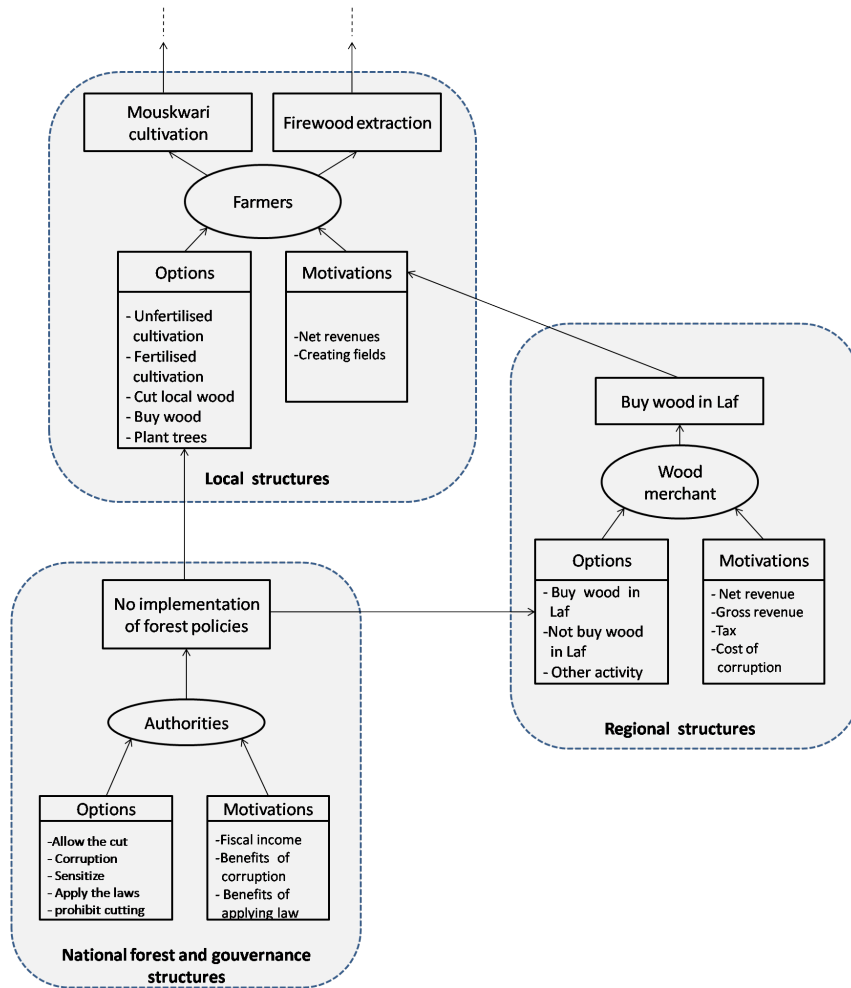 Mouskwari
cultivation
Firewood extraction
Farmers
Options
- Unfertilised
cultivation
- Fertilised
cultivation
- Cut local wood
- Buy wood
- Plant trees
Motivations
-Net revenues
-Creating fields
Local structures
Buy wood in Laf
Wood
merchant
Options
- Buy wood in
Laf
-Not buy wood
in Laf
- Other activity
Motivations
- Net revenue
-Gross revenue
-Tax
-Cost of
corruption
Regional structures
No implementation
of forest policies
Authorities
Options
-Allow the cut
- Corruption
- Sensitize
- Apply the laws
- prohibit cutting
Motivations
-Fiscal income
-Benefits of
corruption
- Benefits of
applying law
National forest and gouvernance
structures